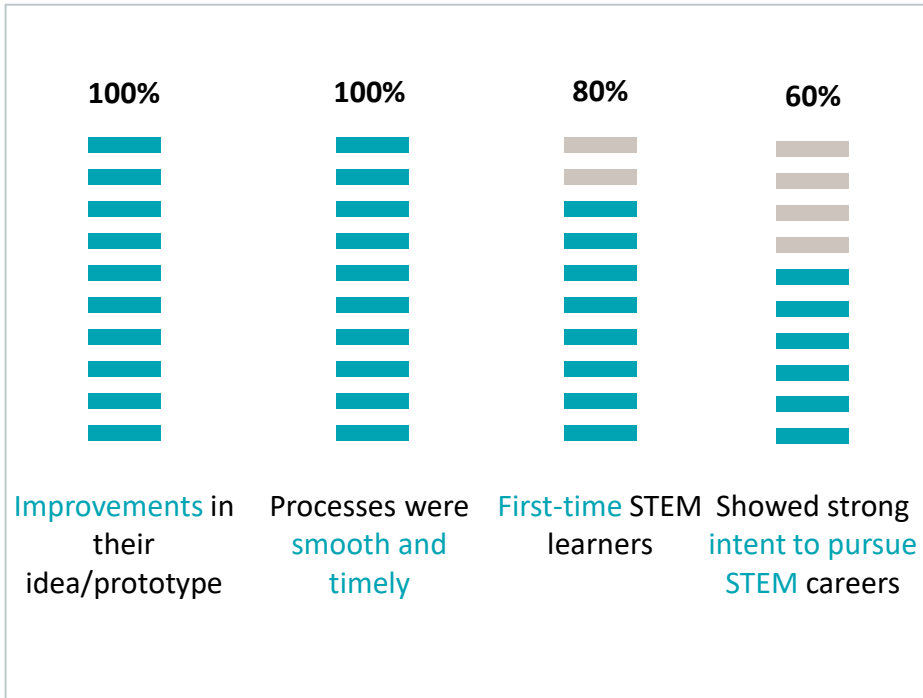 100%
100%
80%
60%
Improvements in
their
idea/prototype
Processes were
smooth and
timely
First-time STEM
learners
Showed strong
intent to pursue
STEM careers